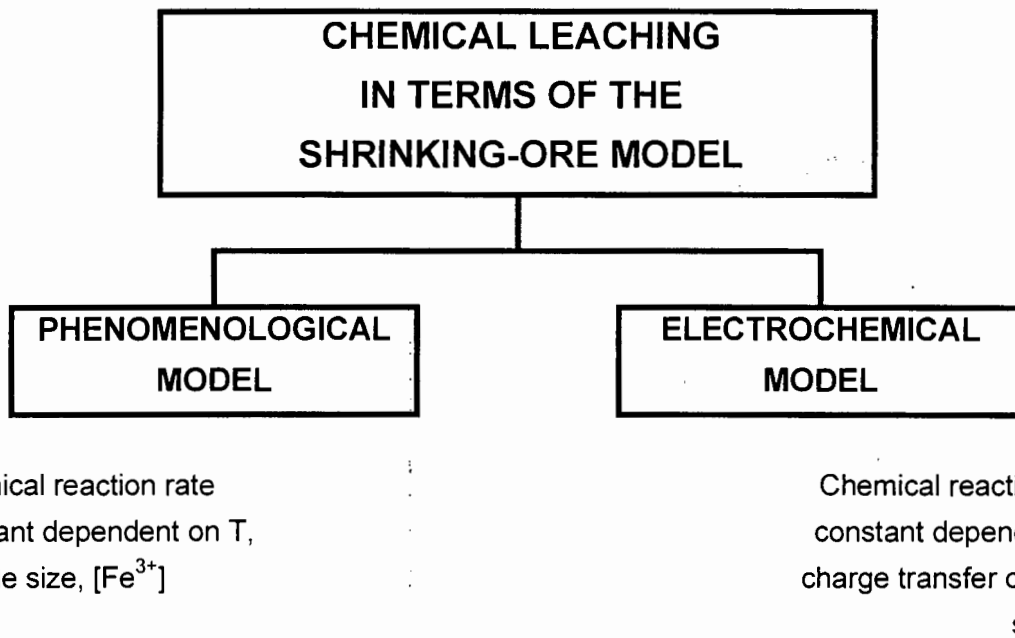 CHEMICAL LEACHING
IN TERMS OF THE
SHRINKING-ORE MODEL
PHENOMENOLOGICAL
MODEL
ELECTROCHEMICAL
MODEL
ical reaction rate
ant dependent on T,
e size, [Fe³⁺]
Chemical reacti
constant depen
charge transfer